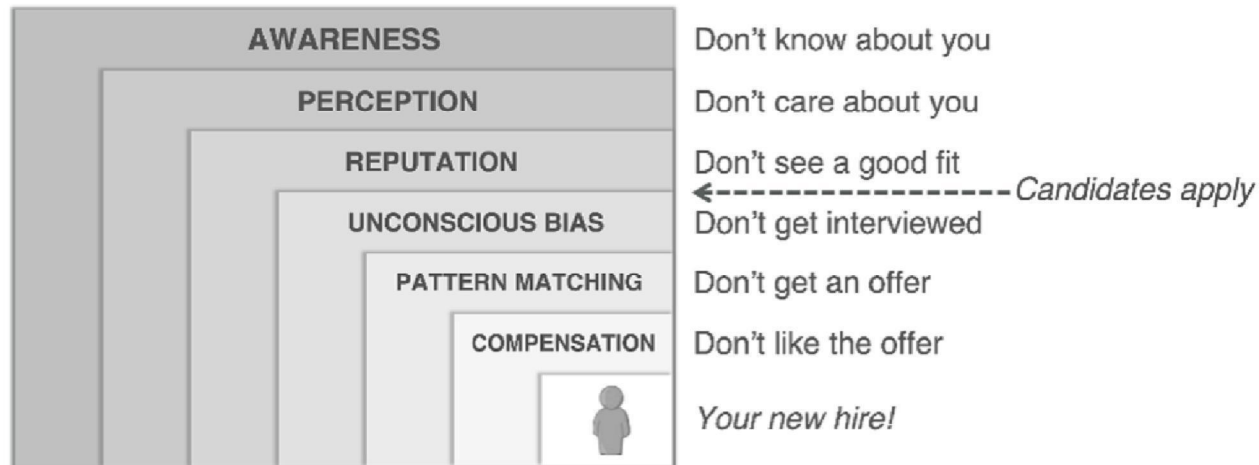 AWARENESS Don't know about you
PERCEPTION Don't care about you
REPUTATION Don't see a good fit
Candidates apply
UNCONSCIOUS BIAS Don't get interviewed
PATTERN MATCHING Don't get an offer
COMPENSATION Don't like the offer
Your new hire!